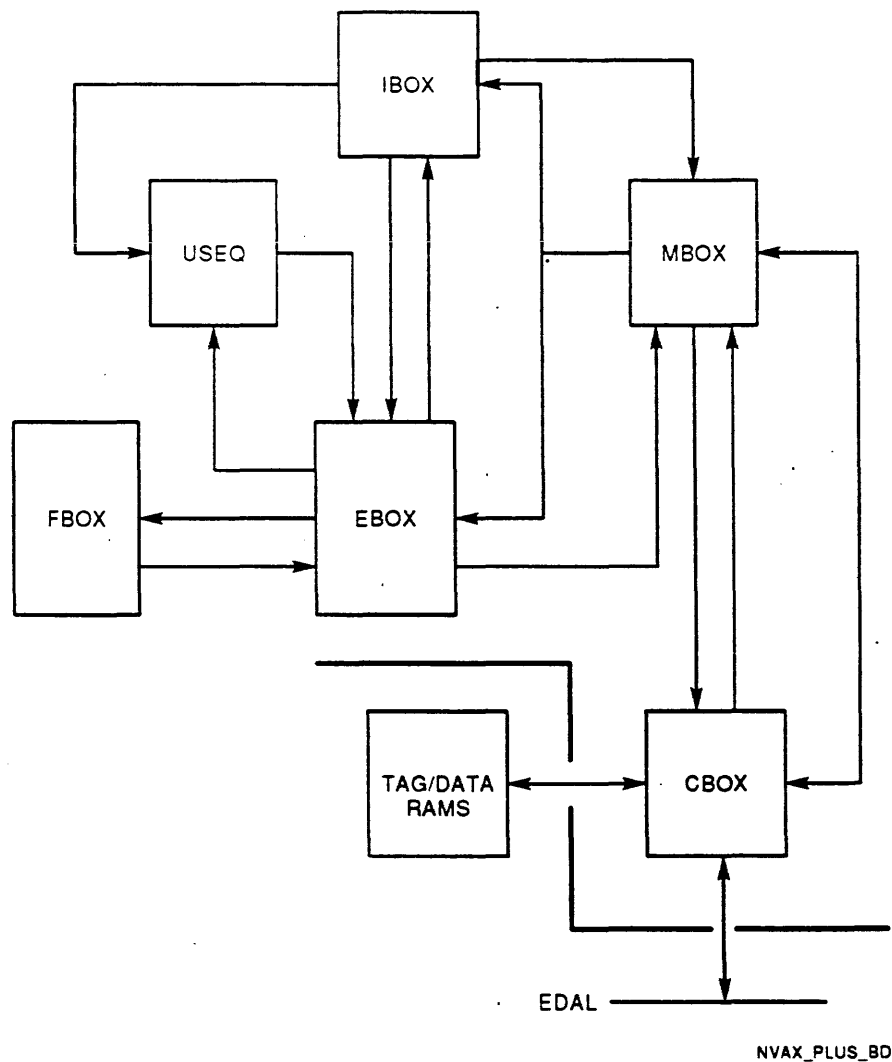 IBOX
USEQ
MBOX
FBOX
EBOX
TAG/DATA
RAMS
CBOX
EDAL
NVAX_PLUS_BD